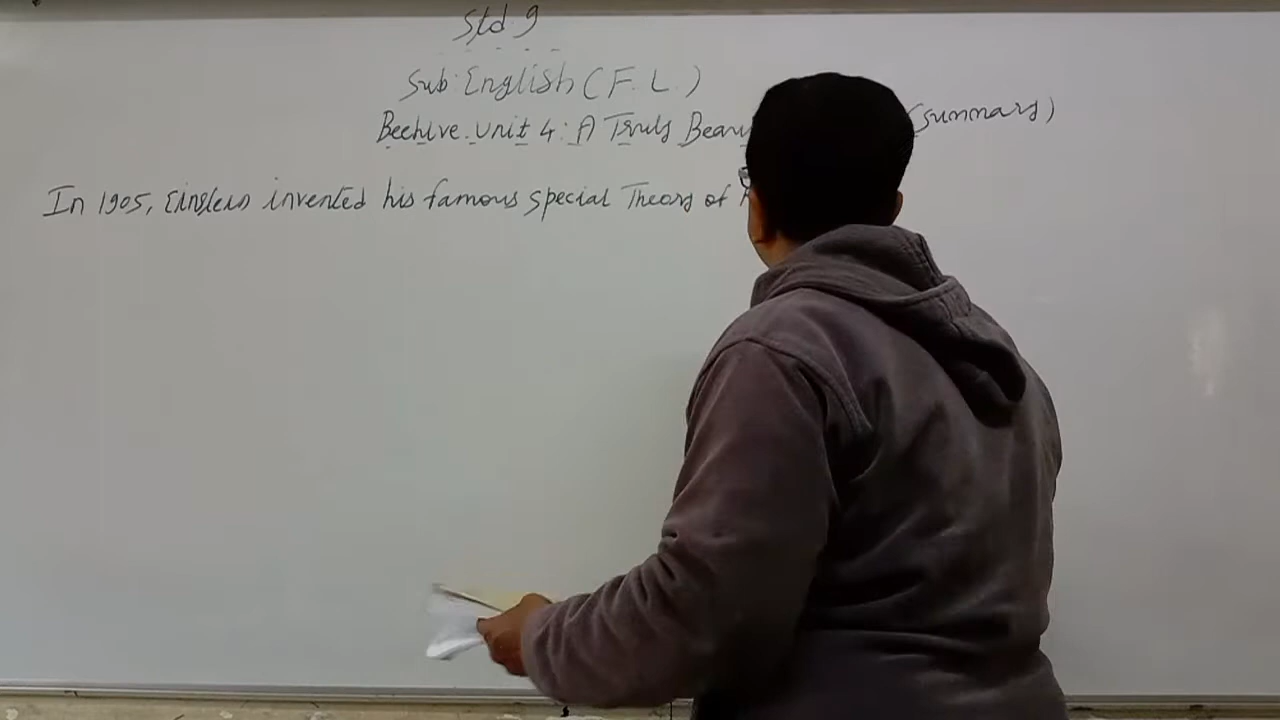 Std 9
Sub: English (F. L.)
Beehive. Unit 4: A Truly Beau (summary)
In 1905, Einstein invented his famous special Theory of